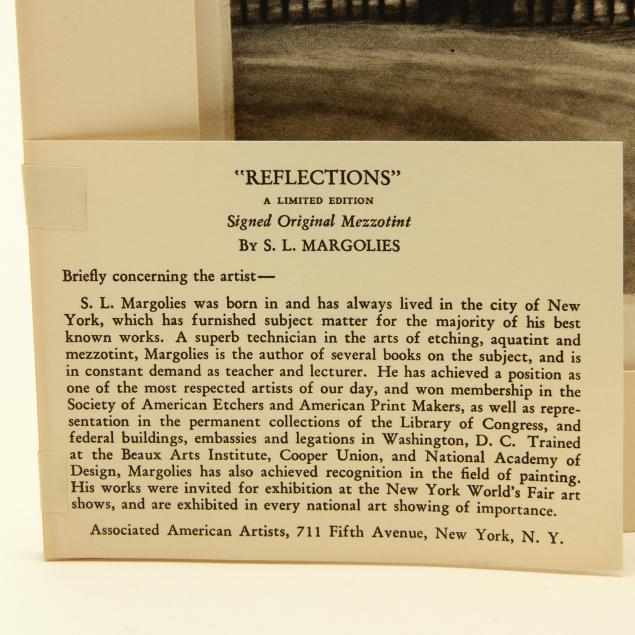 "REFLECTIONS"
A LIMITED EDITION
Signed Original Mezzotint
By S. L. MARGOLIES
Briefly concerning the artist—
S. L. Margolies was born in and has always lived in the city of New
York, which has furnished subject matter for the majority of his best
known works. A superb technician in the arts of etching, aquatint and
mezzotint, Margolies is the author of several books on the subject, and is
in constant demand as teacher and lecturer. He has achieved a position as
one of the most respected artists of our day, and won membership in the
Society of American Etchers and American Print Makers, as well as repre-
sentation in the permanent collections of the Library of Congress, and
federal buildings, embassies and legations in Washington, D. C. Trained
at the Beaux Arts Institute, Cooper Union, and National Academy of
Design, Margolies has also achieved recognition in the field of painting.
His works were invited for exhibition at the New York World's Fair art
shows, and are exhibited in every national art showing of importance.
Associated American Artists, 711 Fifth Avenue, New York, N. Y.